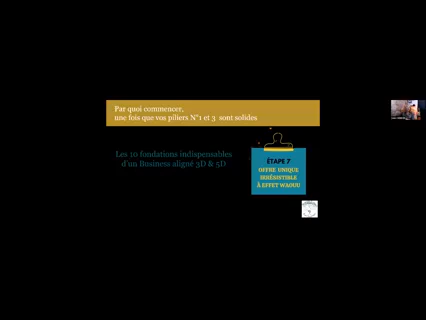 Par quoi commencer,
une fois que vos piliers N°1 et 3 sont solides
Les 10 fondations indispensables
d'un Business aligné 3D & 5D
ÉTAPE 7
OFFRE UNIQUE
IRRÉSISTIBLE
À EFFET WAOUU